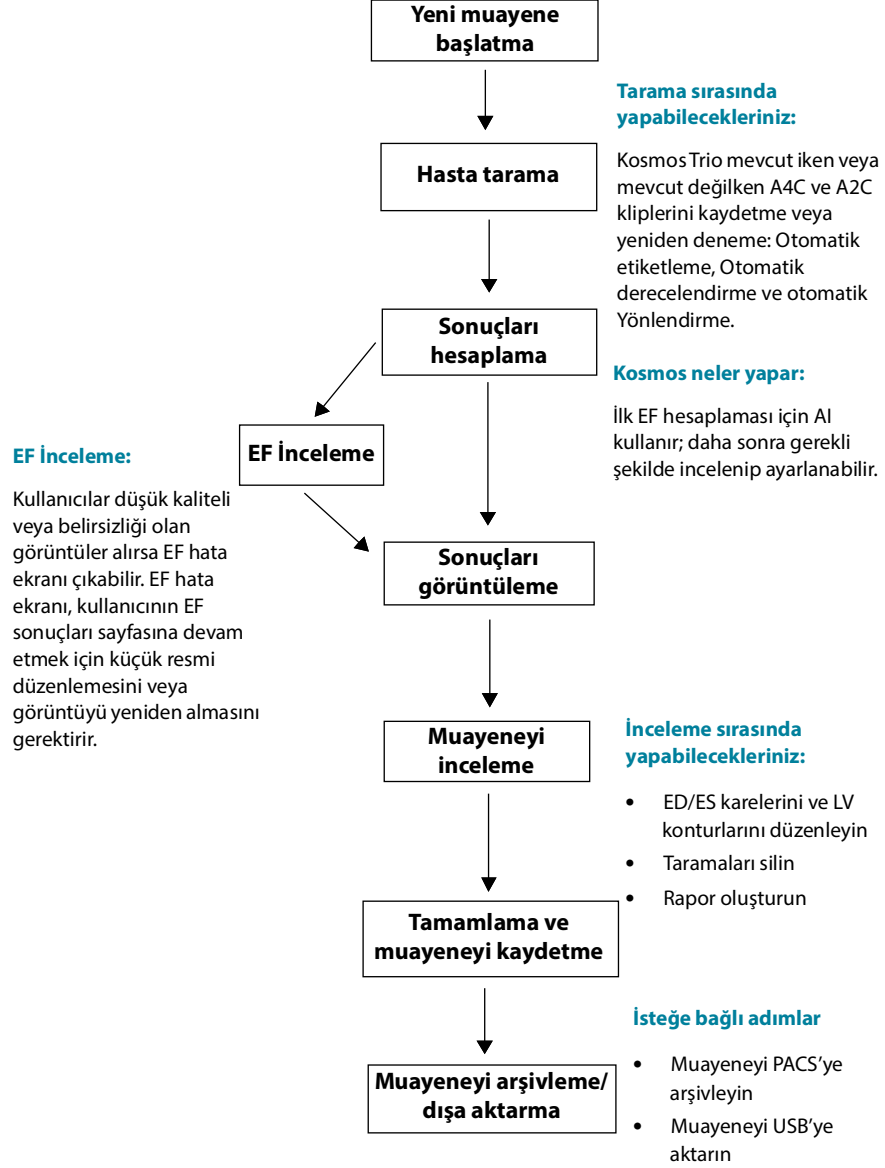 Yeni muayene
başlatma
Tarama sırasında
yapabilecekleriniz:
Kosmos Trio mevcut iken veya
mevcut değilken A4C ve A2C
kliplerini kaydetme veya
yeniden deneme: Otomatik
etiketleme, Otomatik
derecelendirme ve otomatik
Yönlendirme.
Hasta tarama
Sonuçları
hesaplama
Kosmos neler yapar:
İlk EF hesaplaması için AI
kullanır; daha sonra gerekli
şekilde incelenip ayarlanabilir.
EF İnceleme
EF İnceleme:
Kullanıcılar düşük kaliteli
veya belirsizliği olan
görüntüler alırsa EF hata
ekranı çıkabilir. EF hata
ekranı, kullanıcının EF
sonuçları sayfasına devam
etmek için küçük resmi
düzenlemesini veya
görüntüyü yeniden almasını
gerektirir.
Sonuçları
görüntüleme
Muayeneyi
inceleme
İnceleme sırasında
yapabilecekleriniz:
• ED/ES karelerini ve LV
konturlarını düzenleyin
• Taramaları silin
• Rapor oluşturun
Tamamlama ve
muayeneyi kaydetme
İsteğe bağlı adımlar
• Muayeneyi PACS’ye
arşivleyin
• Muayeneyi USB’ye
aktarın
Muayeneyi arşivleme/
dışa aktarma